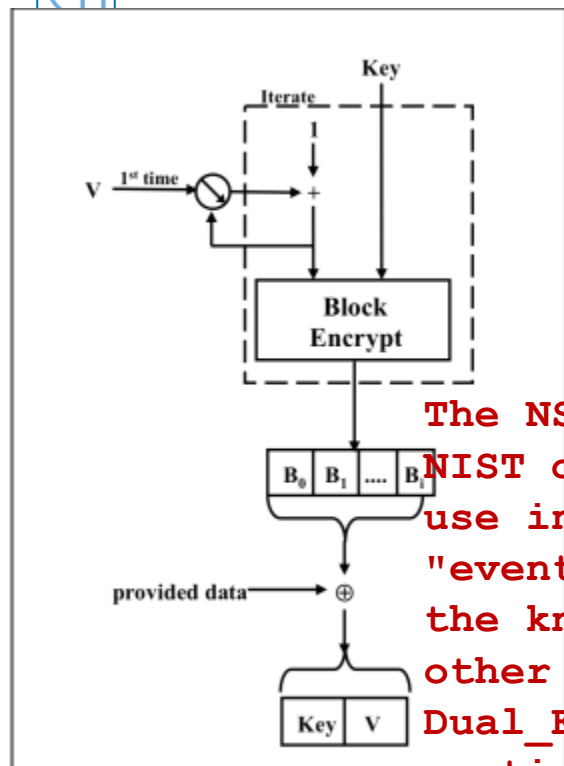 Key
Iterate
1
V 1st time
+
Block
Encrypt
The NS
B0 B1 .... Bi NIST
use in
"event
provided data ⊕
the kn
other
Key V Dual_E